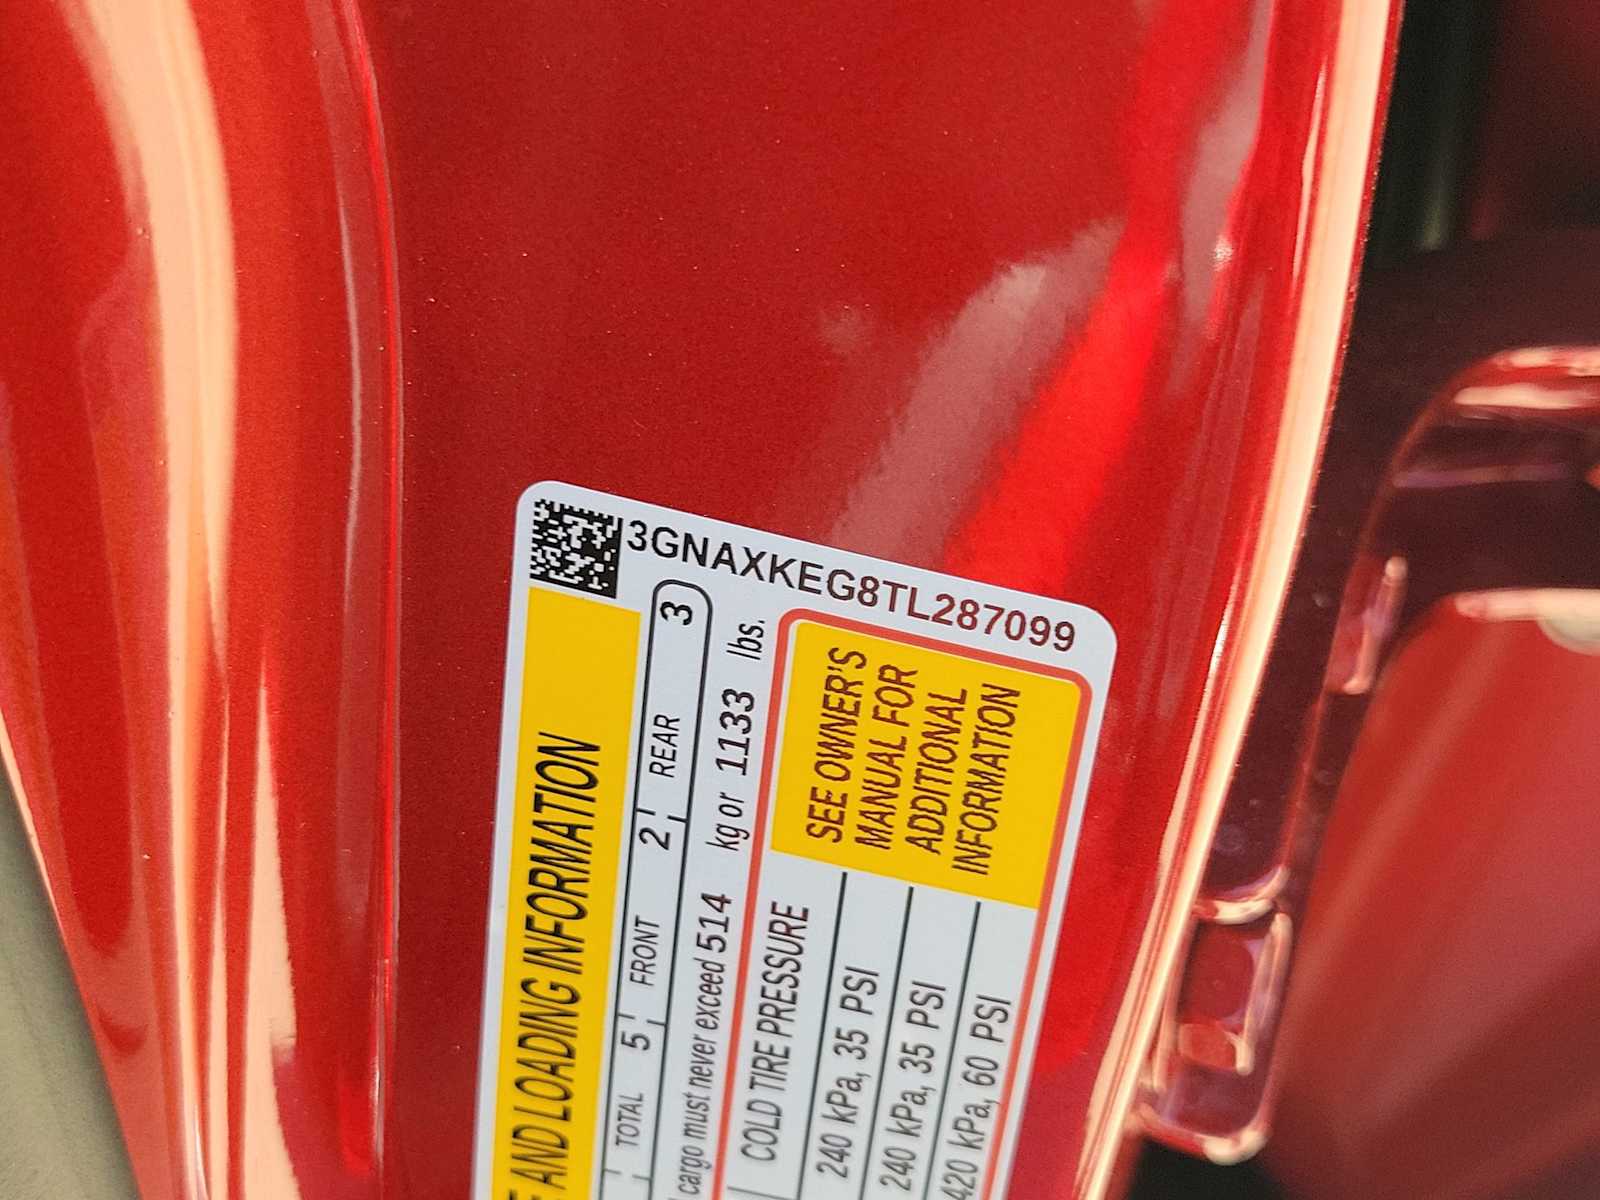 3GNAXKEG8TL287099
E AND LOADING INFORMATION
TOTAL 5 FRONT 2 REAR 3
cargo must never exceed 514 kg or 1133 lbs.
COLD TIRE PRESSURE
240 kPa, 35 PSI
240 kPa, 35 PSI
420 kPa, 60 PSI
SEE OWNER'S
MANUAL FOR
ADDITIONAL
INFORMATION